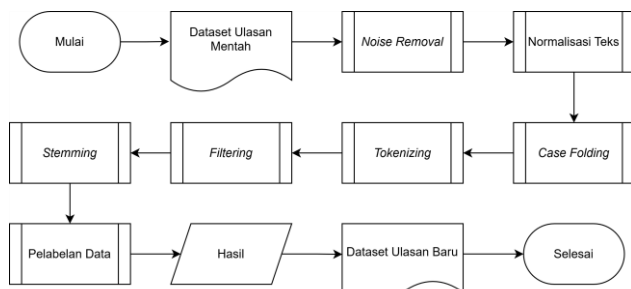 Mulai
Dataset Ulasan
Mentah
Noise Removal
Normalisasi Teks
Case Folding
Tokenizing
Filtering
Stemming
Pelabelan Data
Hasil
Dataset Ulasan Baru
Selesai